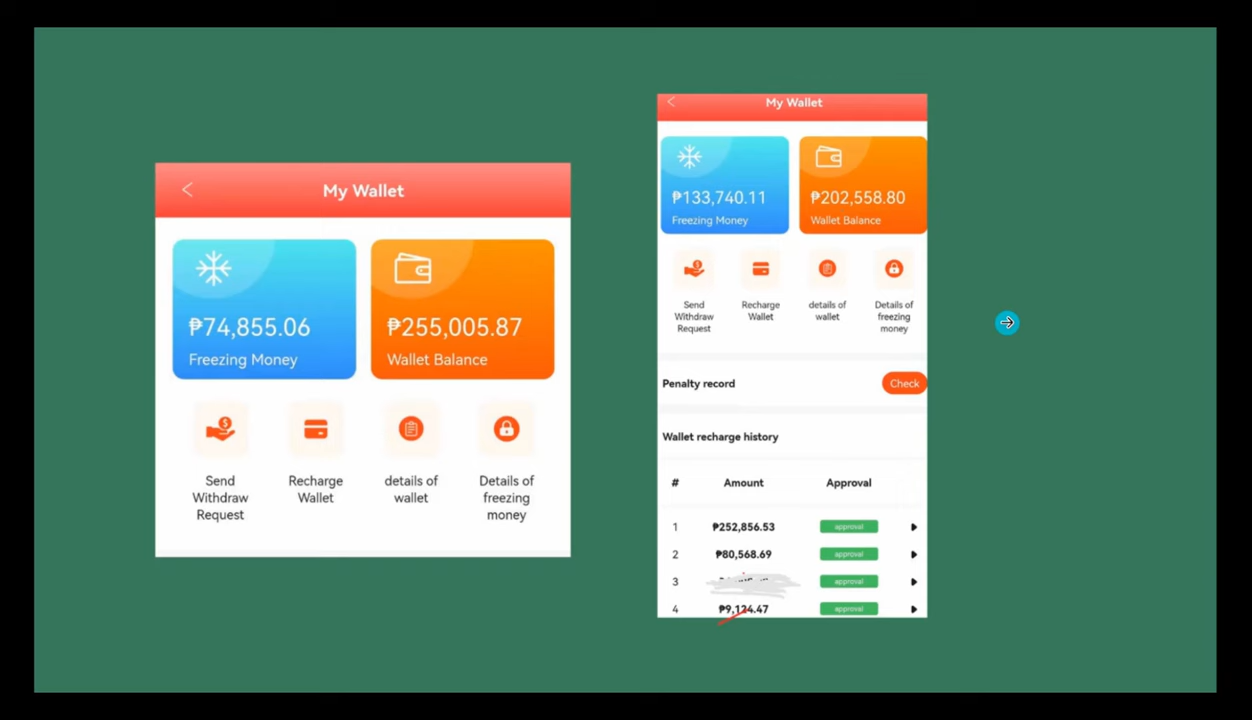 My Wallet
₱74,855.06
Freezing Money
₱255,005.87
Wallet Balance
Send
Withdraw
Request
Recharge
Wallet
details of
wallet
Details of
freezing
money
My Wallet
₱133,740.11
Freezing Money
₱202,558.80
Wallet Balance
Send
Withdraw
Request
Recharge
Wallet
details of
wallet
Details of
freezing
money
Penalty record
Check
Wallet recharge history
# Amount Approval
1 ₱252,856.53 approval
2 ₱80,568.69 approval
3 approval
4 ₱9,124.47 approval